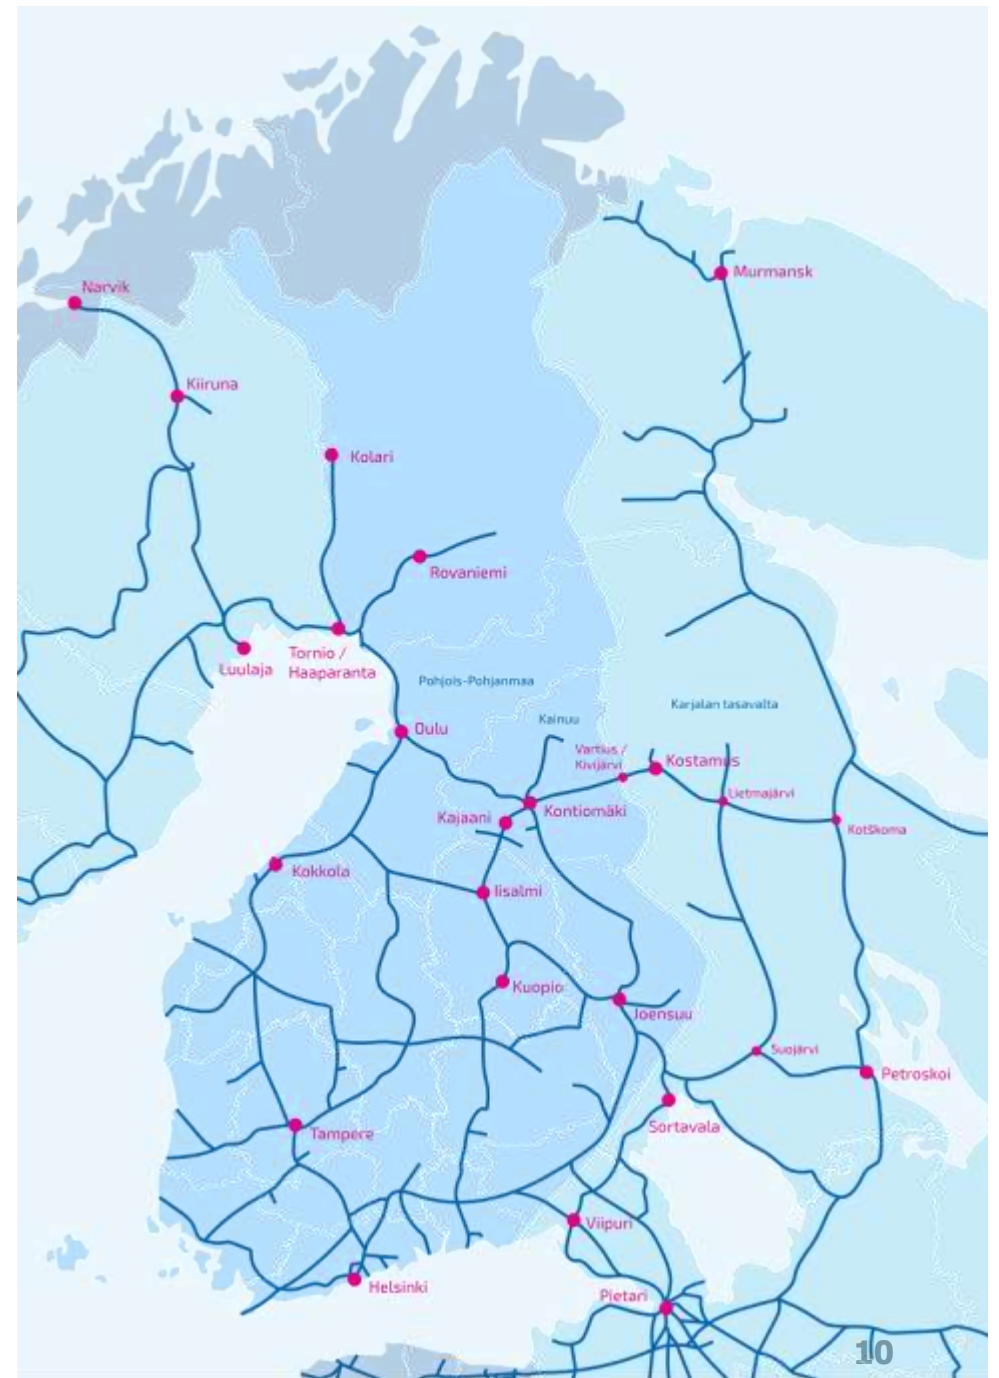 Murmansk
Narvik
Kiiruna
Kolari
Rovaniemi
Tornio /
Haaparanta
Luulaja
Pohjois-Pohjanmaa
Karjalan tasavalta
Kainuu
Oulu
Vartius /
Kivijärvi
Kostamus
Lietmajärvi
Kontiomäki
Kajaani
Kotškoma
Kokkola
Iisalmi
Kuopio
Joensuu
Suojärvi
Petroskoi
Sortavala
Tampere
Viipuri
Helsinki
Pietari
10